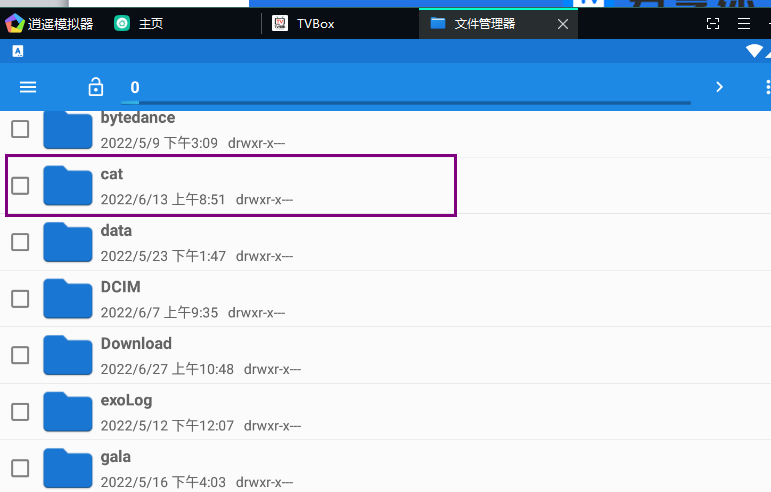 逍遥模拟器
主页
TVBox
文件管理器
0
bytedance
2022/5/9 下午3:09 drwxr-x---
cat
2022/6/13 上午8:51 drwxr-x---
data
2022/5/23 下午1:47 drwxr-x---
DCIM
2022/6/7 上午9:35 drwxr-x---
Download
2022/6/27 上午10:48 drwxr-x---
exoLog
2022/5/12 下午12:07 drwxr-x---
gala
2022/5/16 下午4:03 drwxr-x---